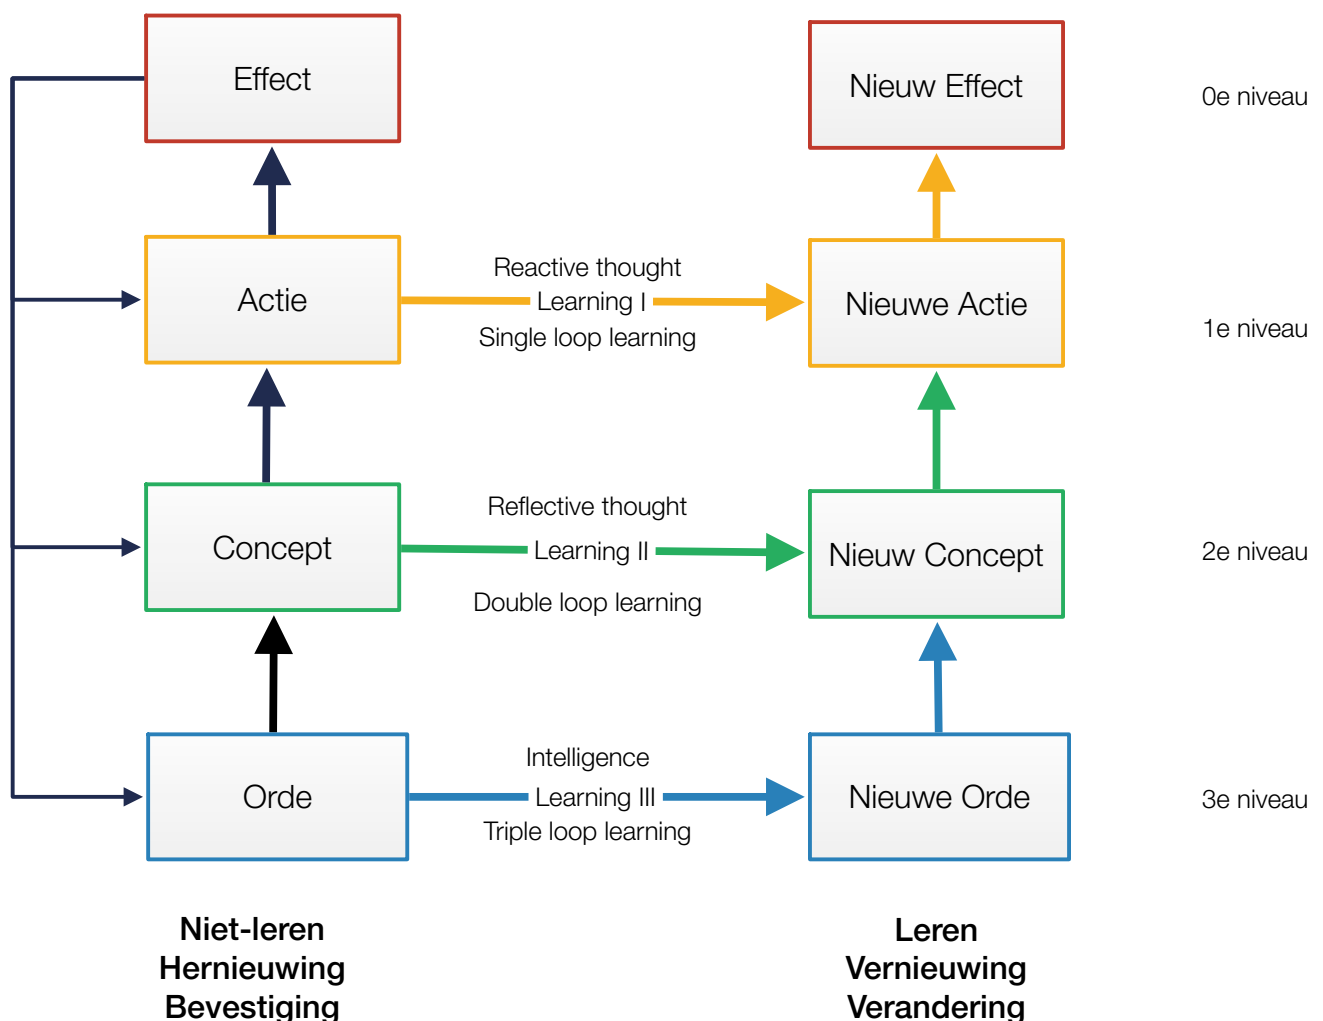 Effect
Nieuw Effect
0e niveau
Actie
Reactive thought
Learning I
Single loop learning
Nieuwe Actie
1e niveau
Concept
Reflective thought
Learning II
Double loop learning
Nieuw Concept
2e niveau
Orde
Intelligence
Learning III
Triple loop learning
Nieuwe Orde
3e niveau
Niet-leren
Hernieuwing
Bevestiging
Leren
Vernieuwing
Verandering